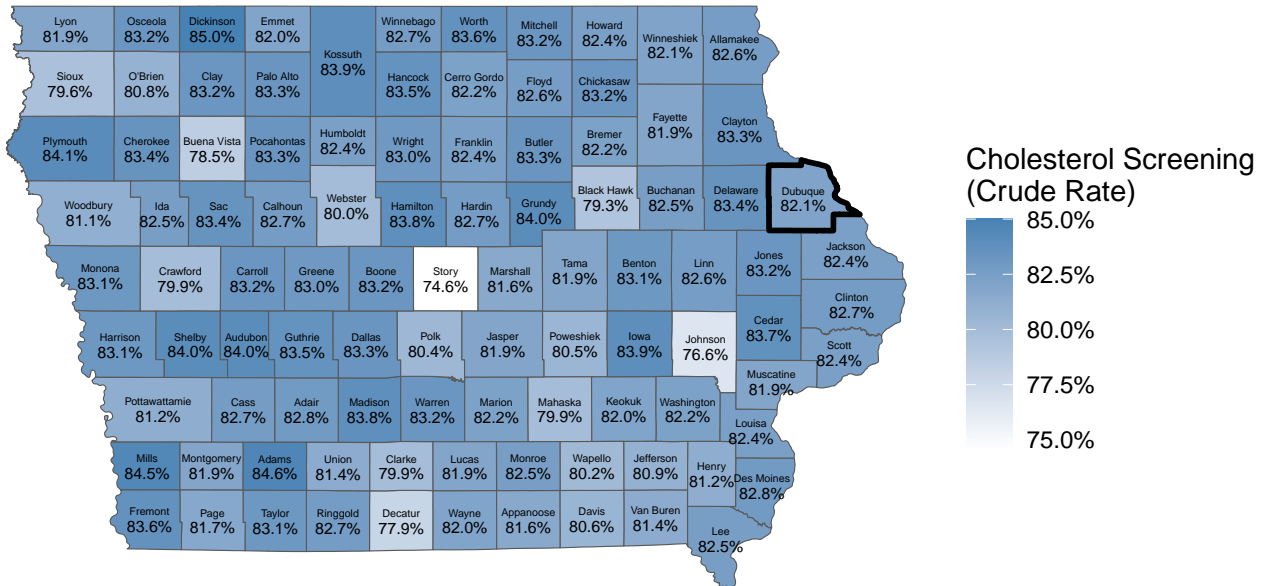 Lyon
81.9%
Osceola
83.2%
Dickinson
85.0%
Emmet
82.0%
Kossuth
83.9%
Winnebago
82.7%
Worth
83.6%
Mitchell
83.2%
Howard
82.4%
Winneshiek
82.1%
Allamakee
82.6%
Sioux
79.6%
O'Brien
80.8%
Clay
83.2%
Palo Alto
83.3%
Hancock
83.5%
Cerro Gordo
82.2%
Floyd
82.6%
Chickasaw
83.2%
Fayette
81.9%
Clayton
83.3%
Plymouth
84.1%
Cherokee
83.4%
Buena Vista
78.5%
Pocahontas
83.3%
Humboldt
82.4%
Wright
83.0%
Franklin
82.4%
Butler
83.3%
Bremer
82.2%
Woodbury
81.1%
Ida
82.5%
Sac
83.4%
Calhoun
82.7%
Webster
80.0%
Hamilton
83.8%
Hardin
82.7%
Grundy
84.0%
Black Hawk
79.3%
Buchanan
82.5%
Delaware
83.4%
Dubuque
82.1%
Monona
83.1%
Crawford
79.9%
Carroll
83.2%
Greene
83.0%
Boone
83.2%
Story
74.6%
Marshall
81.6%
Tama
81.9%
Benton
83.1%
Linn
82.6%
Jones
83.2%
Jackson
82.4%
Clinton
82.7%
Harrison
83.1%
Shelby
84.0%
Audubon
84.0%
Guthrie
83.5%
Dallas
83.3%
Polk
80.4%
Jasper
81.9%
Poweshiek
80.5%
Iowa
83.9%
Johnson
76.6%
Cedar
83.7%
Scott
82.4%
Muscatine
81.9%
Pottawattamie
81.2%
Cass
82.7%
Adair
82.8%
Madison
83.8%
Warren
83.2%
Marion
82.2%
Mahaska
79.9%
Keokuk
82.0%
Washington
82.2%
Louisa
82.4%
Mills
84.5%
Montgomery
81.9%
Adams
84.6%
Union
81.4%
Clarke
79.9%
Lucas
81.9%
Monroe
82.5%
Wapello
80.2%
Jefferson
80.9%
Henry
81.2%
Des Moines
82.8%
Fremont
83.6%
Page
81.7%
Taylor
83.1%
Ringgold
82.7%
Decatur
77.9%
Wayne
82.0%
Appanoose
81.6%
Davis
80.6%
Van Buren
81.4%
Lee
82.5%
Cholesterol Screening
(Crude Rate)
85.0%
82.5%
80.0%
77.5%
75.0%